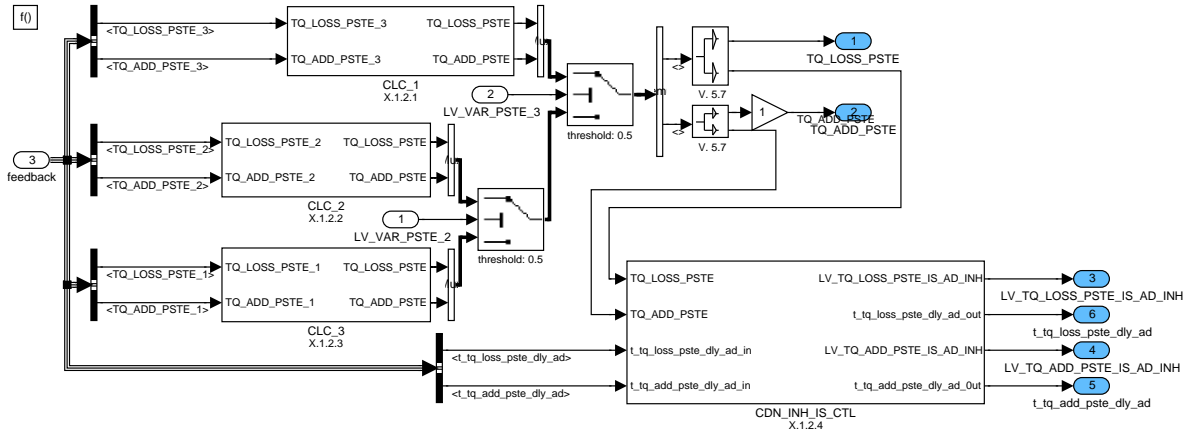 f()
<TQ_LOSS_PSTE_3>
<TQ_ADD_PSTE_3>
TQ_LOSS_PSTE_3
TQ_LOSS_PSTE
TQ_ADD_PSTE_3
TQ_ADD_PSTE
CLC_1
X.1.2.1
2
LV_VAR_PSTE_3
threshold: 0.5
<>
<>
V. 5.7
V. 5.7
1
TQ_LOSS_PSTE
1
TQ_ADD_PSTE
2
TQ_ADD_PSTE
3
feedback
<TQ_LOSS_PSTE_2>
<TQ_ADD_PSTE_2>
TQ_LOSS_PSTE_2
TQ_LOSS_PSTE
TQ_ADD_PSTE_2
TQ_ADD_PSTE
CLC_2
X.1.2.2
1
LV_VAR_PSTE_2
threshold: 0.5
<TQ_LOSS_PSTE_1>
<TQ_ADD_PSTE_1>
TQ_LOSS_PSTE_1
TQ_LOSS_PSTE
TQ_ADD_PSTE_1
TQ_ADD_PSTE
CLC_3
X.1.2.3
<t_tq_loss_pste_dly_ad>
<t_tq_add_pste_dly_ad>
TQ_LOSS_PSTE
LV_TQ_LOSS_PSTE_IS_AD_INH
TQ_ADD_PSTE
t_tq_loss_pste_dly_ad_out
t_tq_loss_pste_dly_ad_in
LV_TQ_ADD_PSTE_IS_AD_INH
t_tq_add_pste_dly_ad_in
t_tq_add_pste_dly_ad_0ut
CDN_INH_IS_CTL
X.1.2.4
3
LV_TQ_LOSS_PSTE_IS_AD_INH
6
t_tq_loss_pste_dly_ad
4
LV_TQ_ADD_PSTE_IS_AD_INH
5
t_tq_add_pste_dly_ad